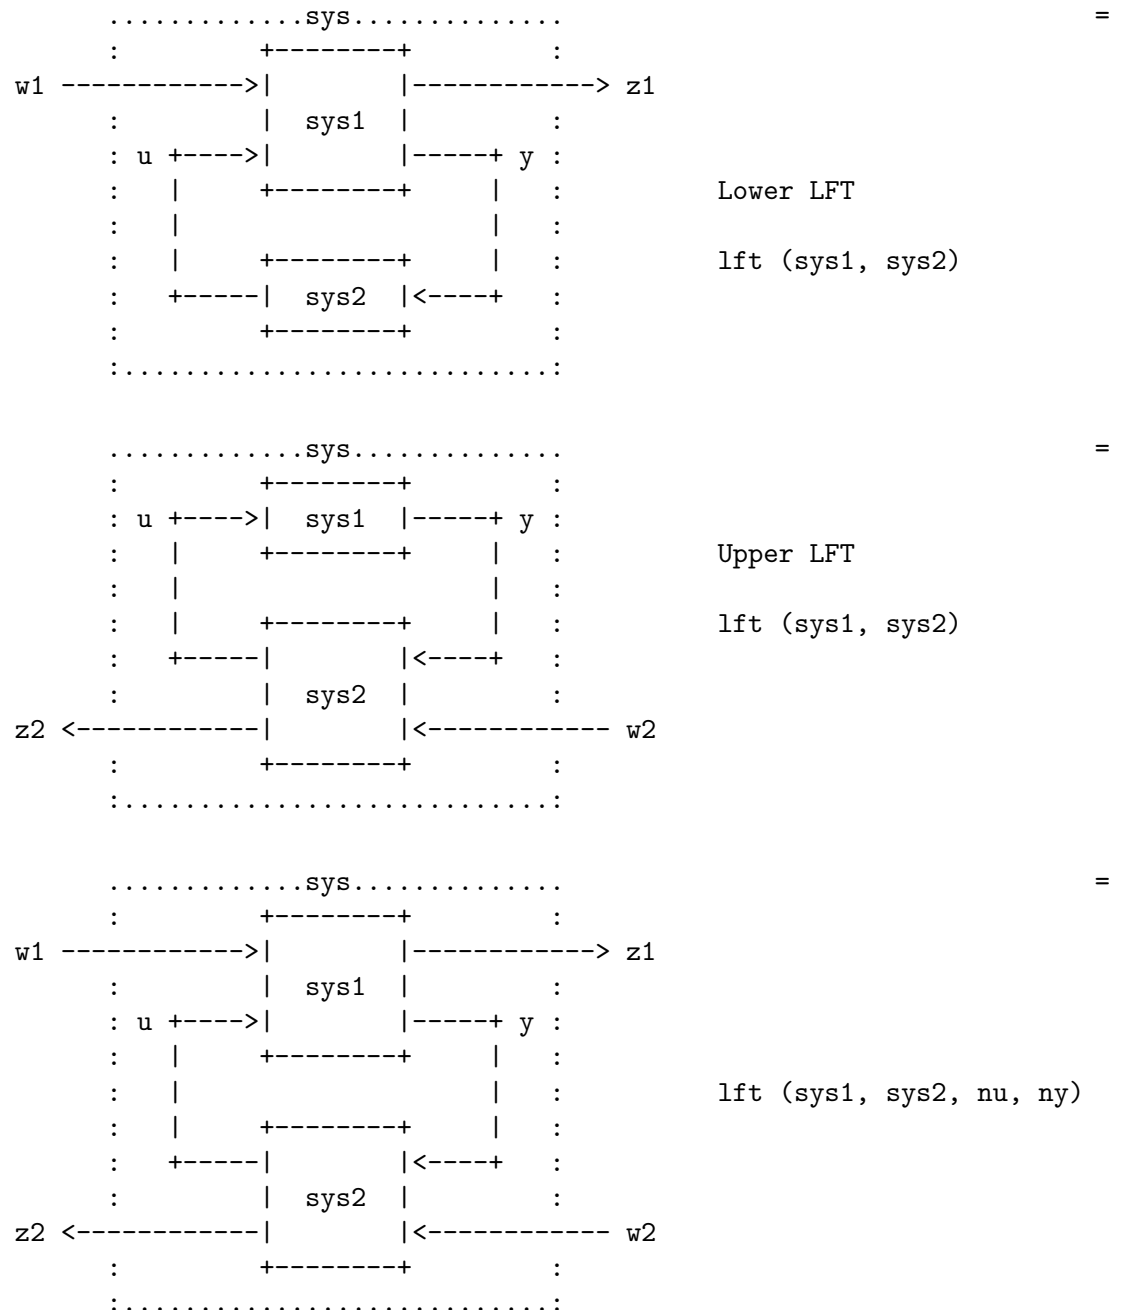 .............sys..............                                   =
:         +--------+         :
w1 ------------>|        |------------> z1
:         |  sys1  |         :
: u +---->|        |-----+ y :
:   |     +--------+     |   :          Lower LFT
:   |                    |   :
:   |     +--------+     |   :          lft (sys1, sys2)
:   +-----|  sys2  |<----+   :
:         +--------+         :
:............................:
.............sys..............                                   =
:         +--------+         :
: u +---->|  sys1  |-----+ y :
:   |     +--------+     |   :          Upper LFT
:   |                    |   :
:   |     +--------+     |   :          lft (sys1, sys2)
:   +-----|        |<----+   :
:         |  sys2  |         :
z2 <------------|        |<------------ w2
:         +--------+         :
:............................:
.............sys..............                                   =
:         +--------+         :
w1 ------------>|        |------------> z1
:         |  sys1  |         :
: u +---->|        |-----+ y :
:   |     +--------+     |   :
:   |                    |   :          lft (sys1, sys2, nu, ny)
:   |     +--------+     |   :
:   +-----|        |<----+   :
:         |  sys2  |         :
z2 <------------|        |<------------ w2
:         +--------+         :
:............................: